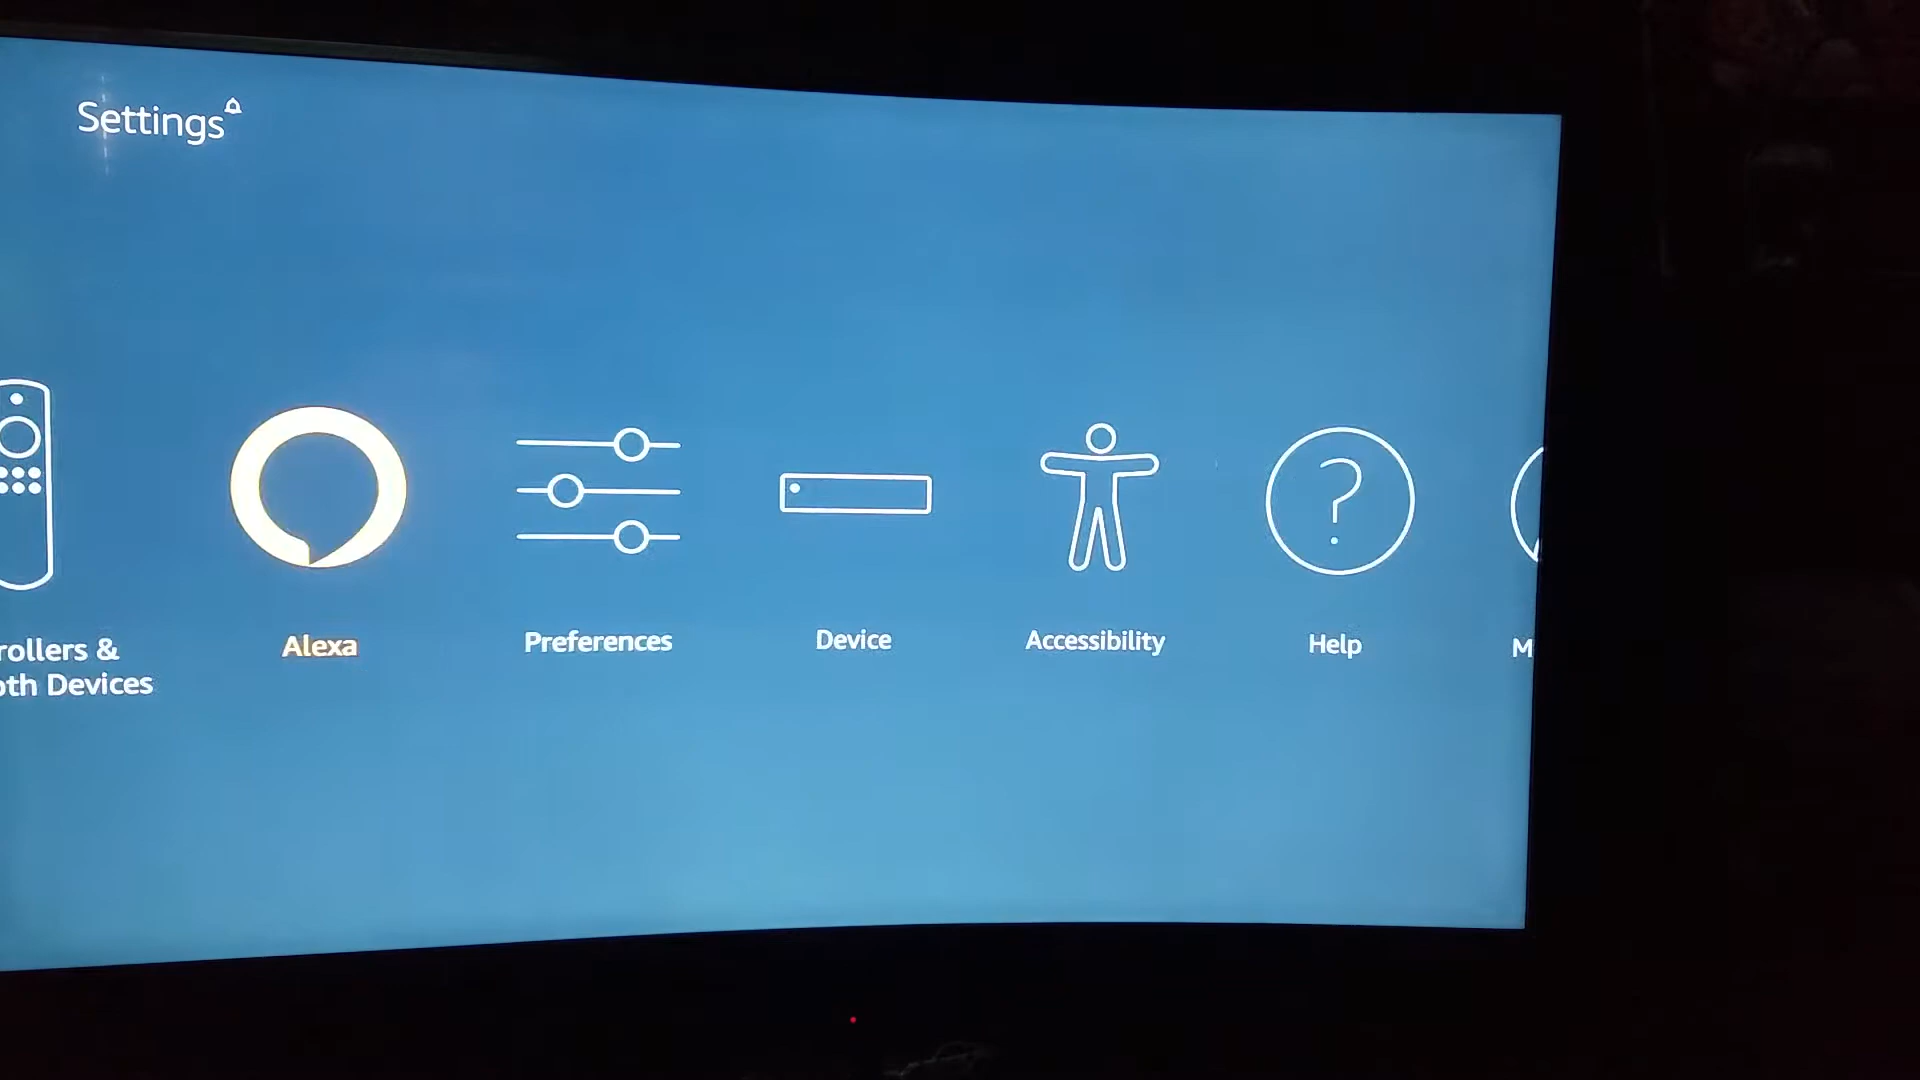 Settings
rollers &
oth Devices
Alexa
Preferences
Device
Accessibility
Help
M